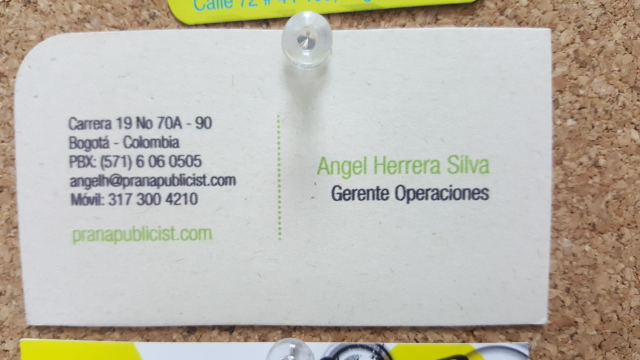 Calle 72 #
Carrera 19 No 70A - 90
Bogotá - Colombia
PBX: (571) 6 06 0505
angelh@pranapublicist.com
Móvil: 317 300 4210
pranapublicist.com
Angel Herrera Silva
Gerente Operaciones